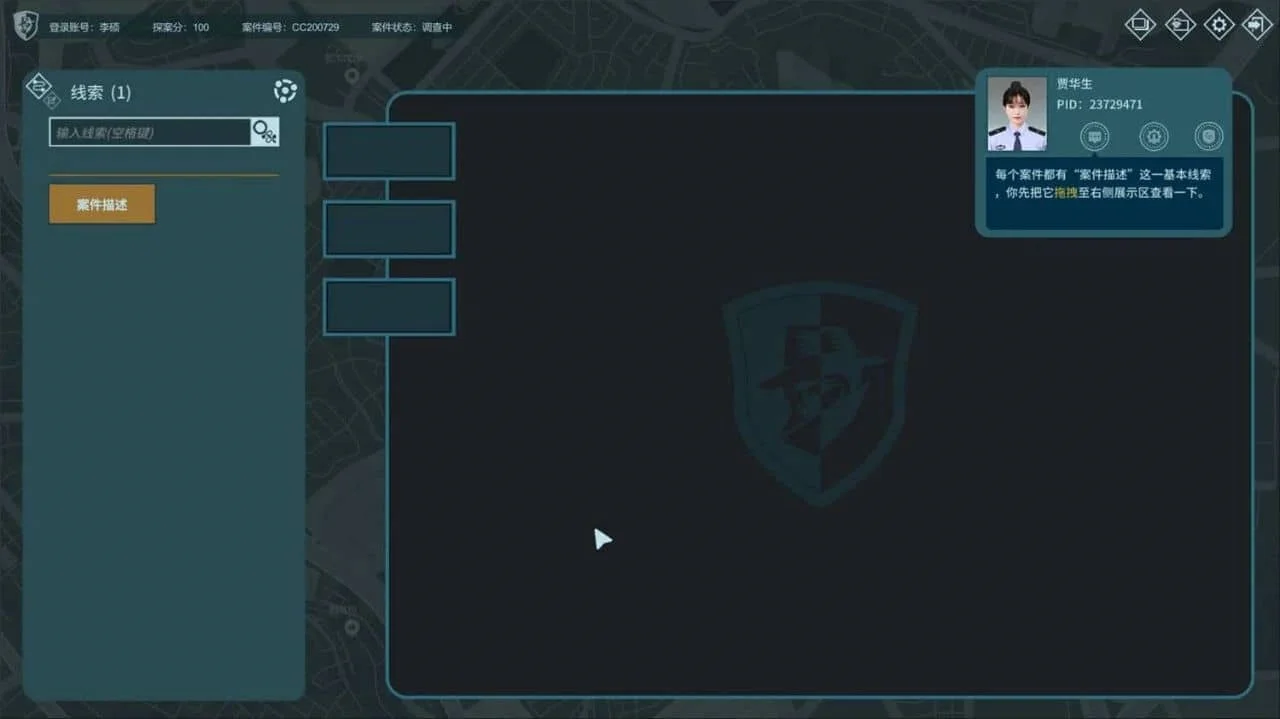 登录账号：李硕
探案分：100
案件编号：CC200729
案件状态：调查中
线索 (1)
输入线索(空格键)
案件描述
贾华生
PID：23729471
每个案件都有“案件描述”这一基本线索
，你先把它拖拽至右侧展示区查看一下。